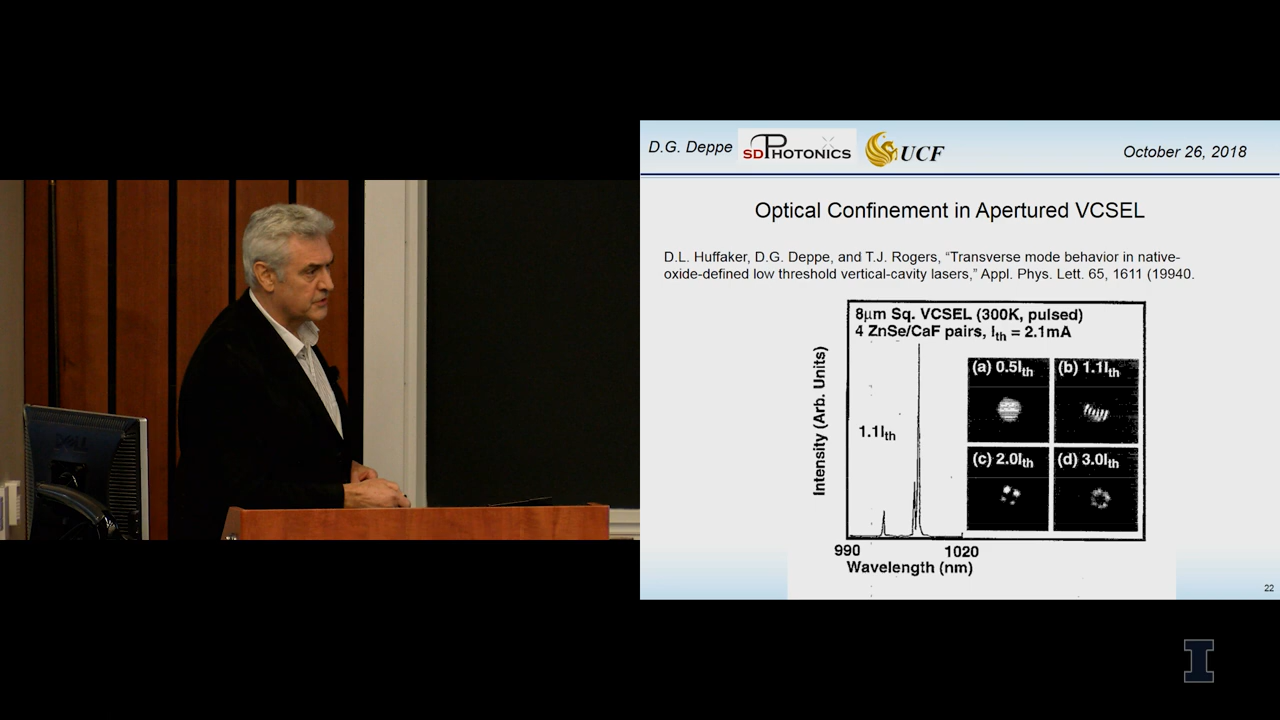 DELL
D.G. Deppe
SDPHOTONICS
UCF
October 26, 2018
Optical Confinement in Apertured VCSEL
D.L. Huffaker, D.G. Deppe, and T.J. Rogers, “Transverse mode behavior in native-
oxide-defined low threshold vertical-cavity lasers,” Appl. Phys. Lett. 65, 1611 (19940.
8μm Sq. VCSEL (300K, pulsed)
4 ZnSe/CaF pairs, Ith = 2.1mA
Intensity (Arb. Units)
1.1Ith
(a) 0.5Ith
(b) 1.1Ith
(c) 2.0Ith
(d) 3.0Ith
990
1020
Wavelength (nm)
22
I